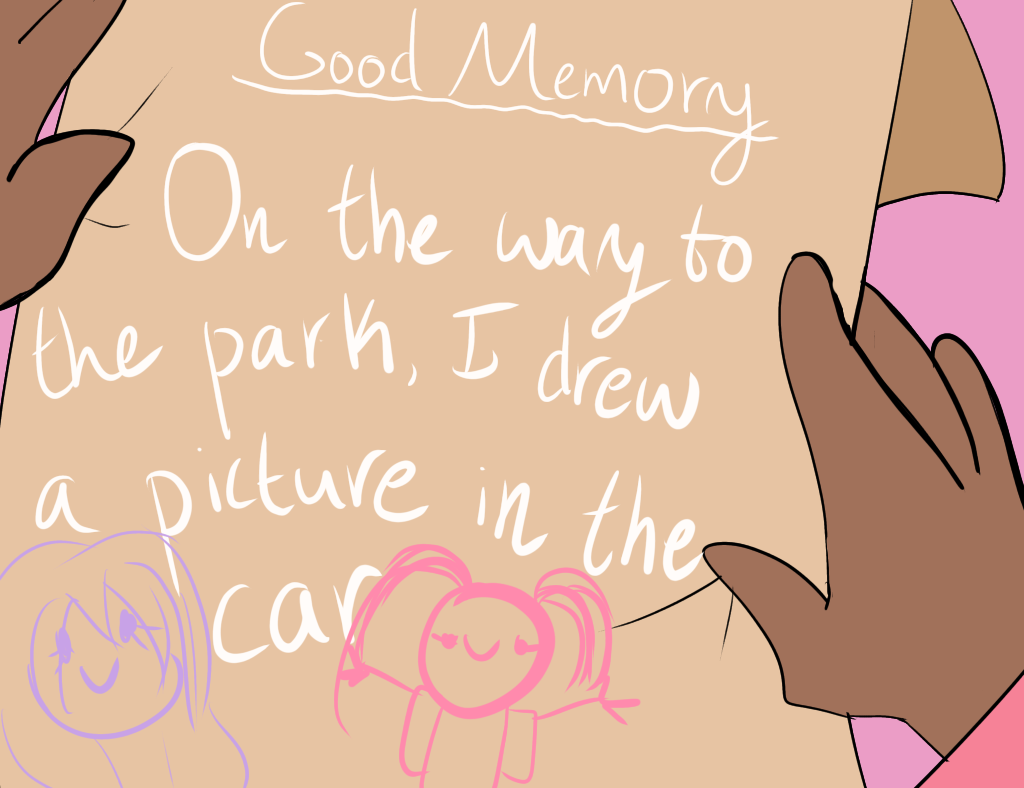 Good Memory
On the way to
the park, I drew
a picture in the
car